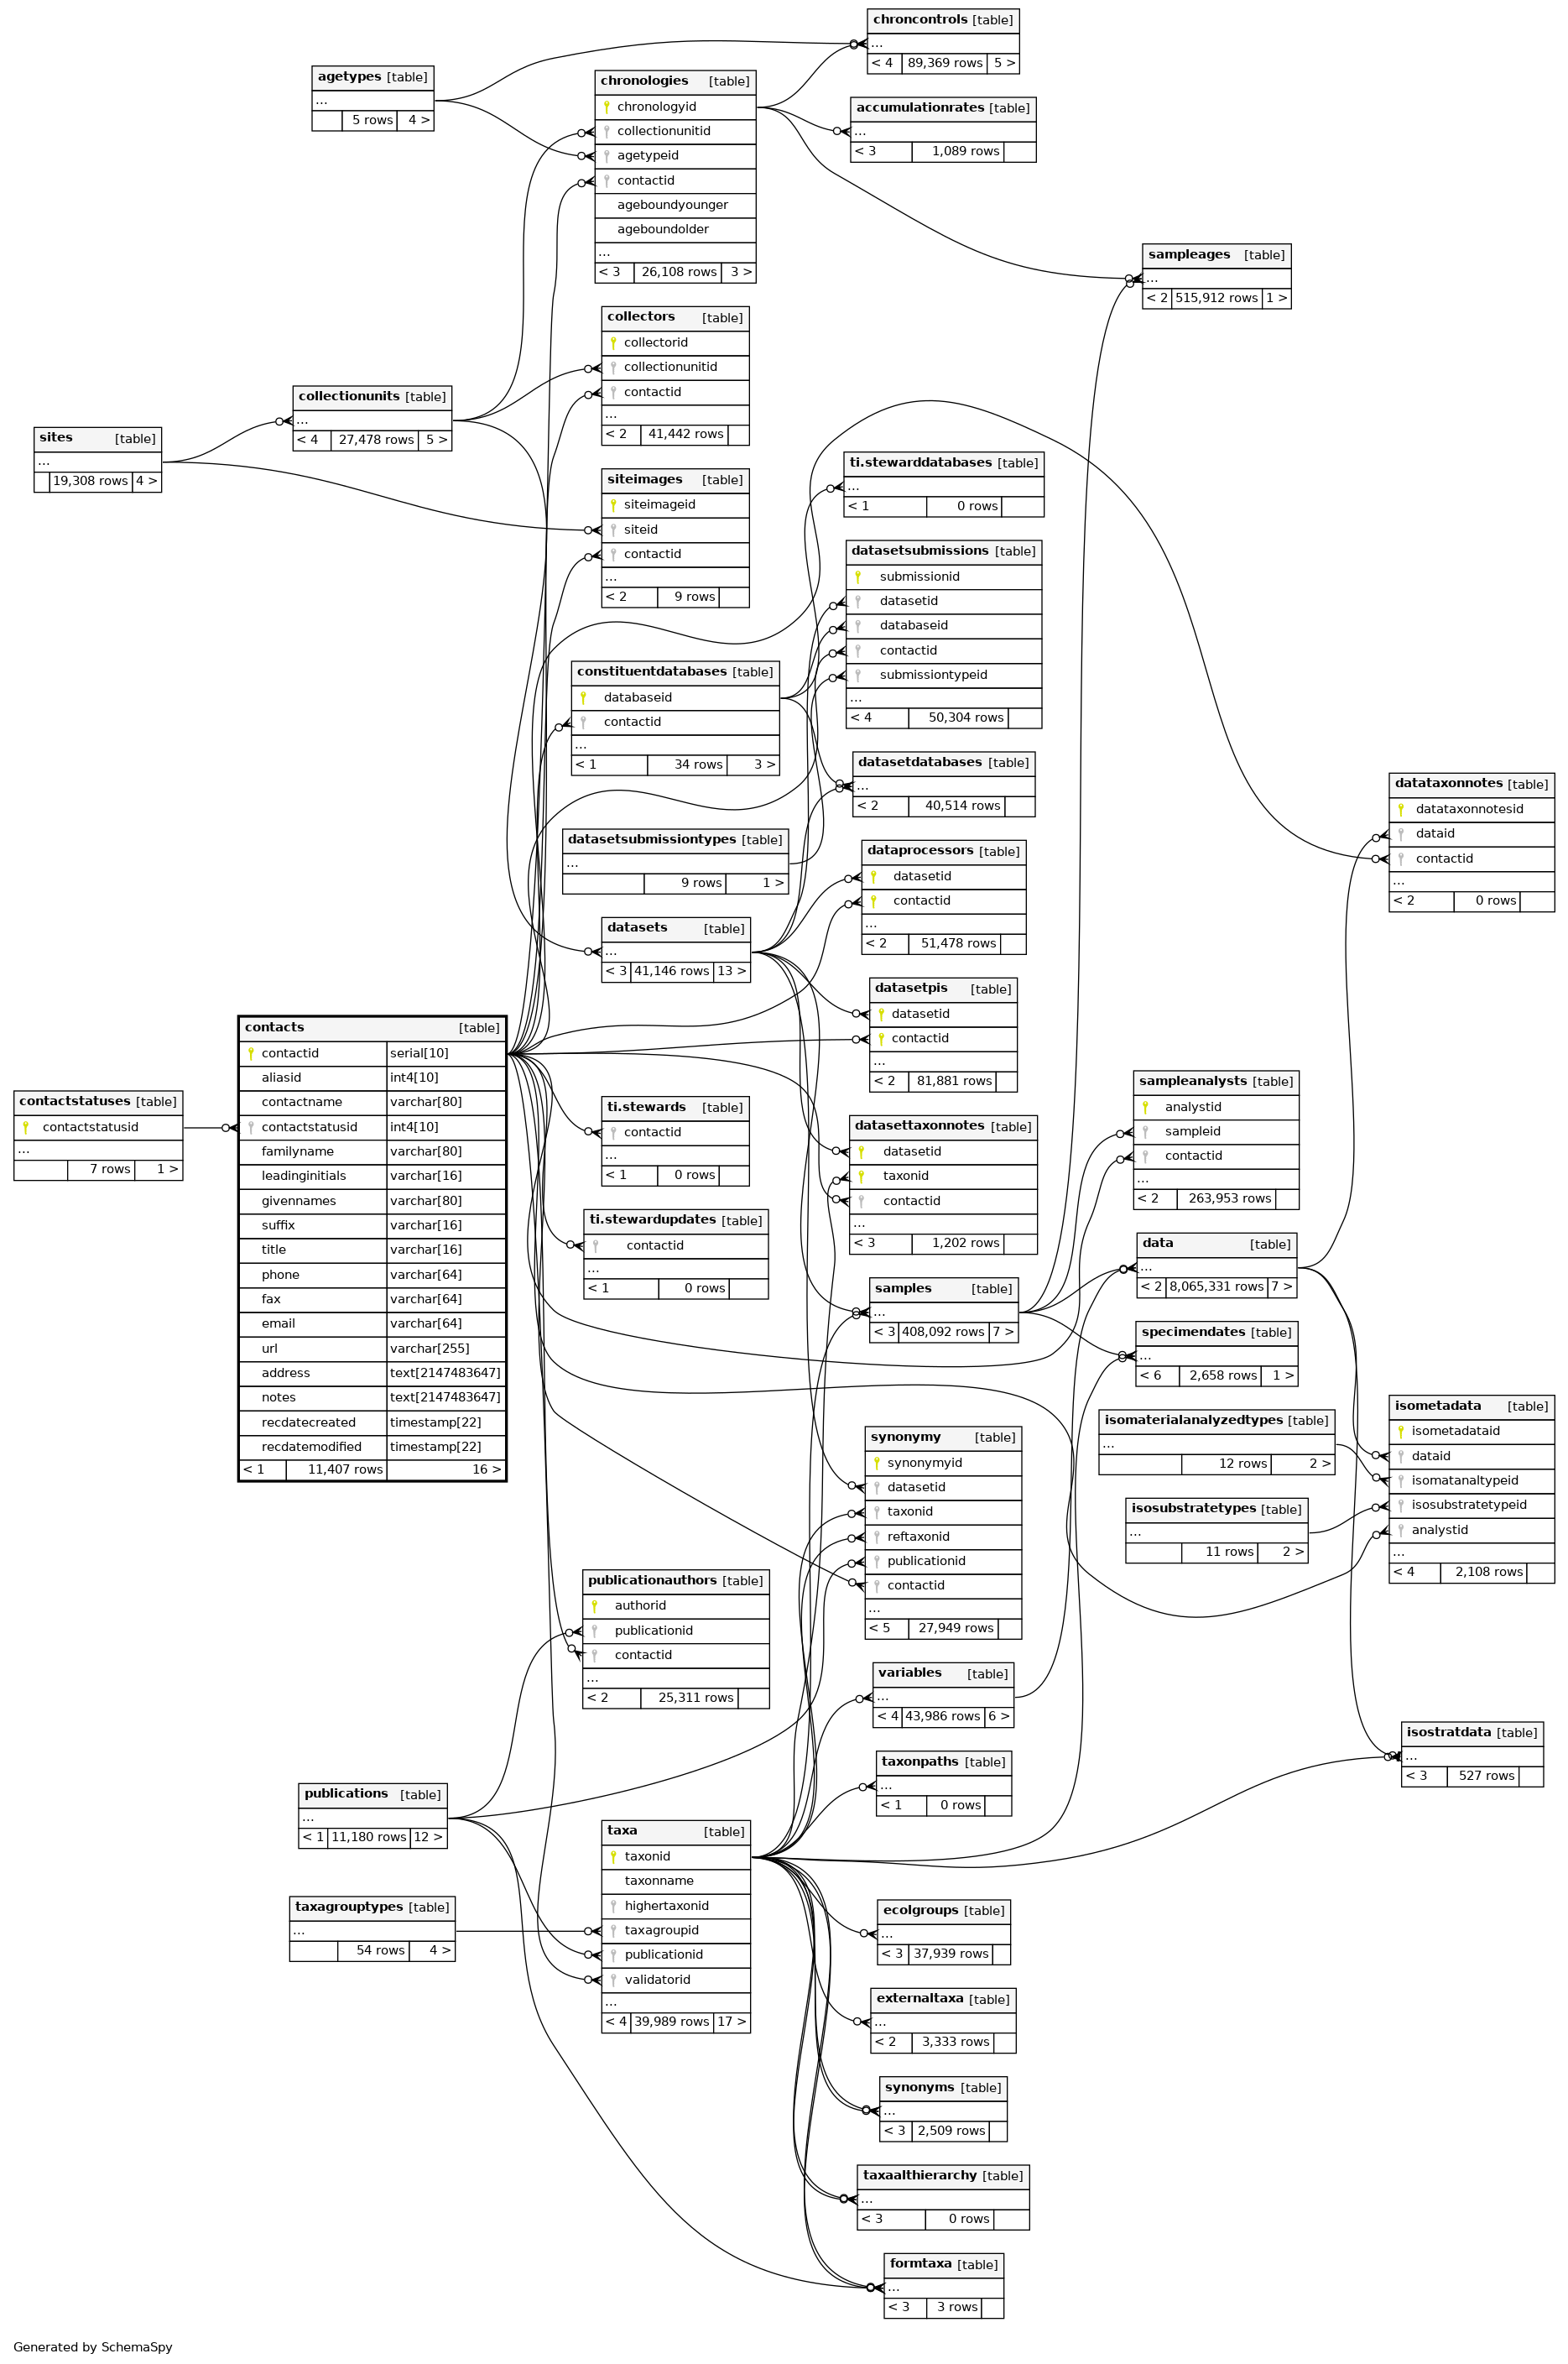 chroncontrols [table]
...
< 4 89,369 rows 5 >
agetypes [table]
...
5 rows 4 >
chronologies [table]
chronologyid
collectionunitid
agetypeid
contactid
ageboundyounger
ageboundolder
...
< 3 26,108 rows 3 >
accumulationrates [table]
...
< 3 1,089 rows
sampleages [table]
...
< 2 515,912 rows 1 >
collectors [table]
collectorid
collectionunitid
contactid
...
< 2 41,442 rows
collectionunits [table]
...
< 4 27,478 rows 5 >
sites [table]
...
19,308 rows 4 >
siteimages [table]
siteimageid
siteid
contactid
...
< 2 9 rows
ti.stewarddatabases [table]
...
< 1 0 rows
datasetsubmissions [table]
submissionid
datasetid
databaseid
contactid
submissiontypeid
...
< 4 50,304 rows
constituentdatabases [table]
databaseid
contactid
...
< 1 34 rows 3 >
datasetdatabases [table]
...
< 2 40,514 rows
datataxonnotes [table]
datataxonnotesid
dataid
contactid
...
< 2 0 rows
datasetsubmissiontypes [table]
...
9 rows 1 >
dataprocessors [table]
datasetid
contactid
...
< 2 51,478 rows
datasets [table]
...
< 3 41,146 rows 13 >
datasetpis [table]
datasetid
contactid
...
< 2 81,881 rows
contacts [table]
contactid serial[10]
aliasid int4[10]
contactname varchar[80]
contactstatusid int4[10]
familyname varchar[80]
leadinginitials varchar[16]
givennames varchar[80]
suffix varchar[16]
title varchar[16]
phone varchar[64]
fax varchar[64]
email varchar[64]
url varchar[255]
address text[2147483647]
notes text[2147483647]
recdatecreated timestamp[22]
recdatemodified timestamp[22]
< 1 11,407 rows 16 >
contactstatuses [table]
contactstatusid
...
7 rows 1 >
ti.stewards [table]
contactid
...
< 1 0 rows
datasettaxonnotes [table]
datasetid
taxonid
contactid
...
< 3 1,202 rows
sampleanalysts [table]
analystid
sampleid
contactid
...
< 2 263,953 rows
ti.stewardupdates [table]
contactid
...
< 1 0 rows
data [table]
...
< 2 8,065,331 rows 7 >
samples [table]
...
< 3 408,092 rows 7 >
specimendates [table]
...
< 6 2,658 rows 1 >
isomaterialanalyzedtypes [table]
...
12 rows 2 >
isometadata [table]
isometadataid
dataid
isomatanaltypeid
isosubstratetypeid
analystid
...
< 4 2,108 rows
synonymy [table]
synonymyid
datasetid
taxonid
reftaxonid
publicationid
contactid
...
< 5 27,949 rows
isosubstratetypes [table]
...
11 rows 2 >
publicationauthors [table]
authorid
publicationid
contactid
...
< 2 25,311 rows
variables [table]
...
< 4 43,986 rows 6 >
isostratdata [table]
...
< 3 527 rows
taxonpaths [table]
...
< 1 0 rows
publications [table]
...
< 1 11,180 rows 12 >
taxa [table]
taxonid
taxonname
highertaxonid
taxagroupid
publicationid
validatorid
...
< 4 39,989 rows 17 >
taxagrouptypes [table]
...
54 rows 4 >
ecolgroups [table]
...
< 3 37,939 rows
externaltaxa [table]
...
< 2 3,333 rows
synonyms [table]
...
< 3 2,509 rows
taxaalthierarchy [table]
...
< 3 0 rows
formtaxa [table]
...
< 3 3 rows
Generated by SchemaSpy